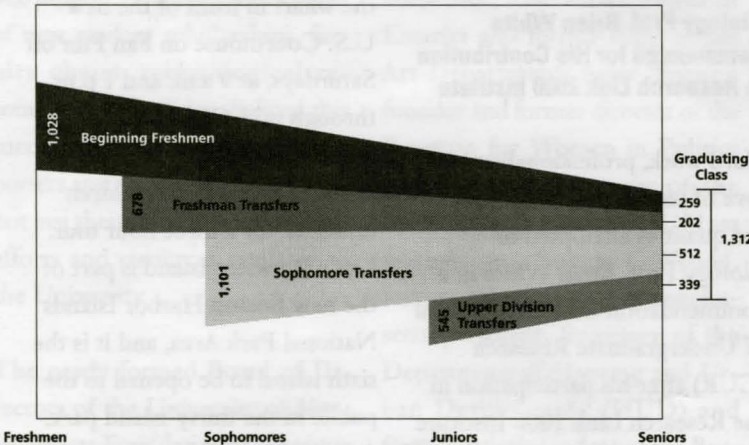 1,028
Beginning Freshmen
Graduating
Class
678
Freshman Transfers
259
202
1,101
Sophomore Transfers
512
1,312
339
545
Upper Division
Transfers
Freshmen Sophomores Juniors Seniors